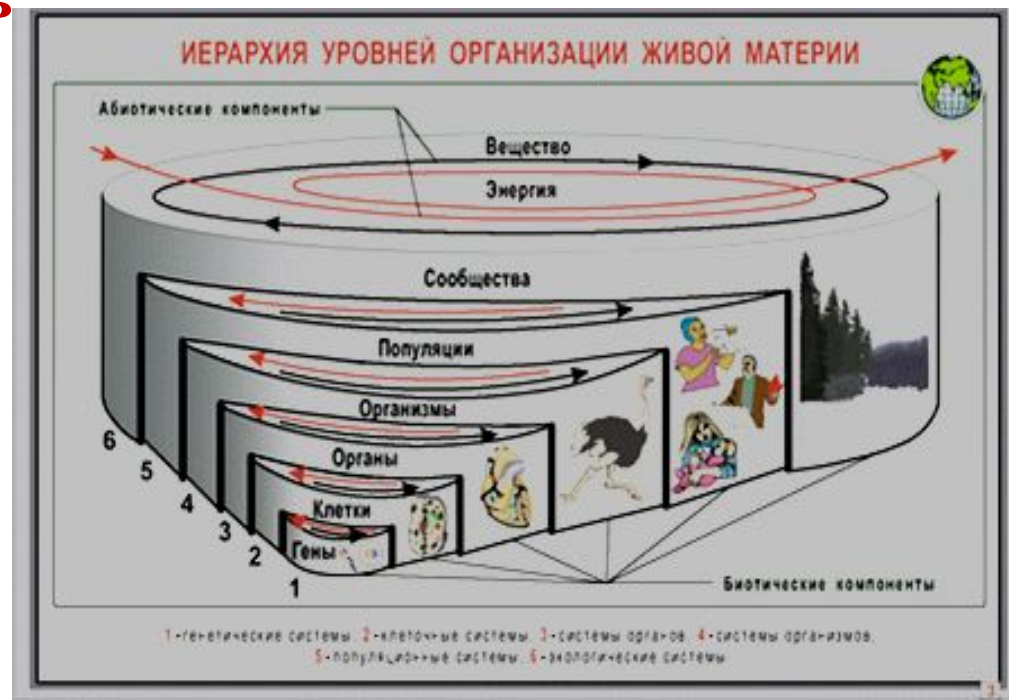 ИЕРАРХИЯ УРОВНЕЙ ОРГАНИЗАЦИИ ЖИВОЙ МАТЕРИИ
Абиотические компоненты
Вещество
Энергия
Сообщества
Популяции
Организмы
Органы
Клетки
Гены
6
5
4
3
2
1
Биотические компоненты
1-генетические системы, 2-клеточные системы, 3-системы органов, 4-системы организмов,
5-популяционные системы, 6-экологические системы
3